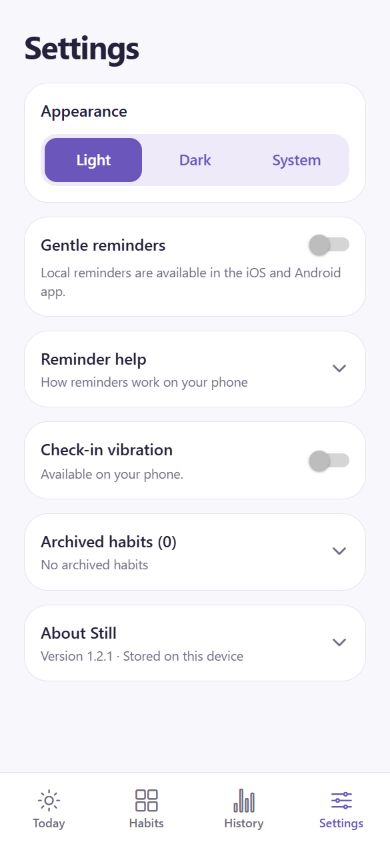 Settings
Appearance
Light Dark System
Gentle reminders
Local reminders are available in the iOS and Android
app.
Reminder help
How reminders work on your phone
Check-in vibration
Available on your phone.
Archived habits (0)
No archived habits
About Still
Version 1.2.1 · Stored on this device
Today Habits History Settings